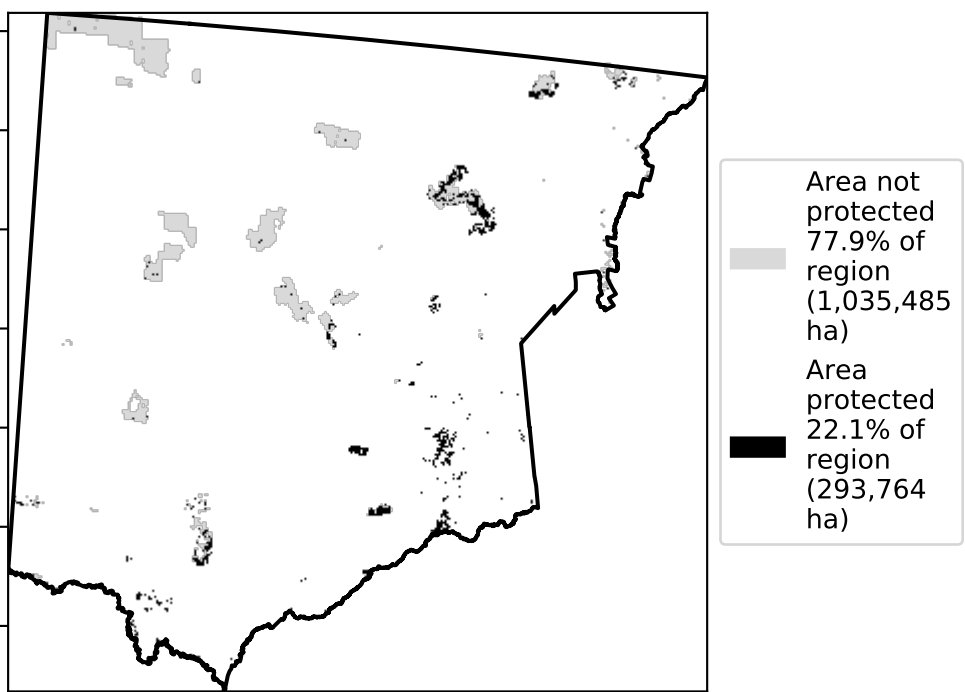 Area not
protected
77.9% of
region
(1,035,485
ha)
Area
protected
22.1% of
region
(293,764
ha)